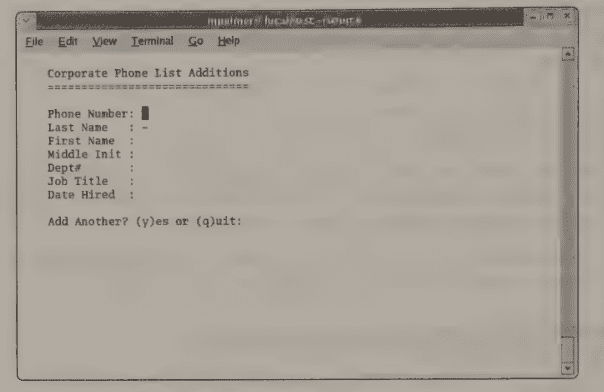 File Edit View Terminal Go Help
Corporate Phone List Additions
==============================
Phone Number:
Last Name   : -
First Name  :
Middle Init :
Dept#       :
Job Title   :
Date Hired  :
Add Another? (y)es or (q)uit: